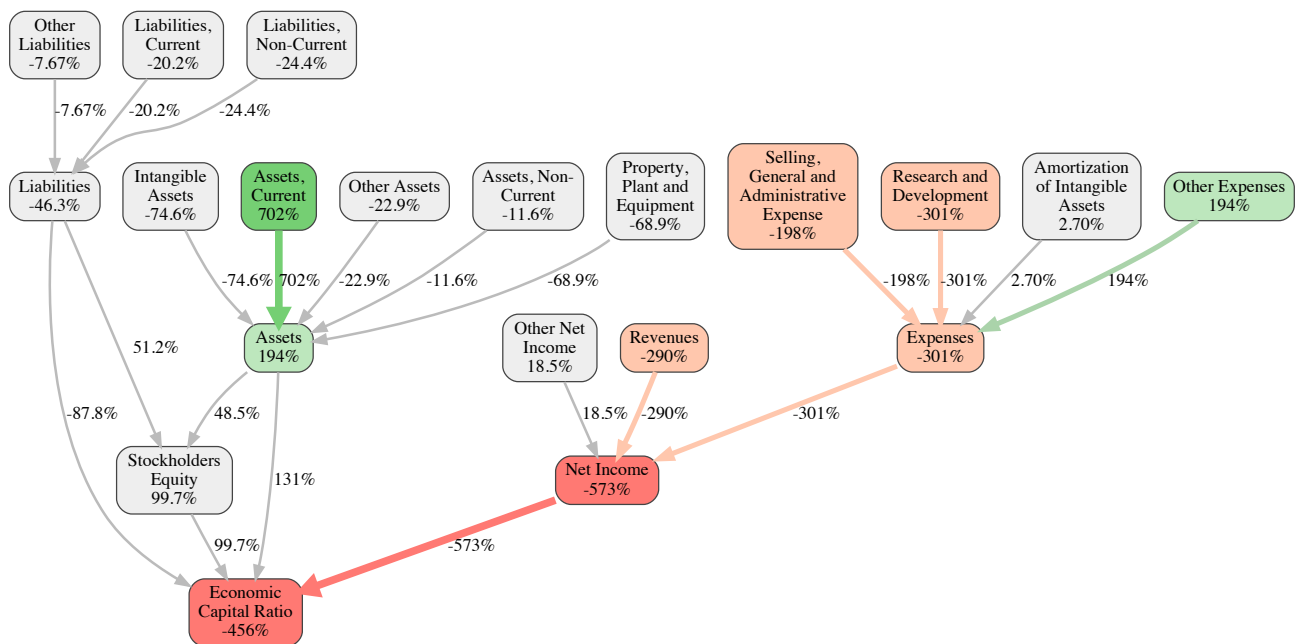 Other
Liabilities
-7.67%
Liabilities,
Current
-20.2%
Liabilities,
Non-Current
-24.4%
-7.67%
-20.2%
-24.4%
Liabilities
-46.3%
Intangible
Assets
-74.6%
Assets,
Current
702%
Other Assets
-22.9%
Assets, Non-
Current
-11.6%
Property,
Plant and
Equipment
-68.9%
Selling,
General and
Administrative
Expense
-198%
Research and
Development
-301%
Amortization
of Intangible
Assets
2.70%
Other Expenses
194%
-74.6%
702%
-22.9%
-11.6%
-68.9%
-198%
-301%
2.70%
194%
51.2%
Assets
194%
Other Net
Income
18.5%
Revenues
-290%
Expenses
-301%
-87.8%
48.5%
18.5%
-290%
-301%
Stockholders
Equity
99.7%
131%
Net Income
-573%
99.7%
-573%
Economic
Capital Ratio
-456%